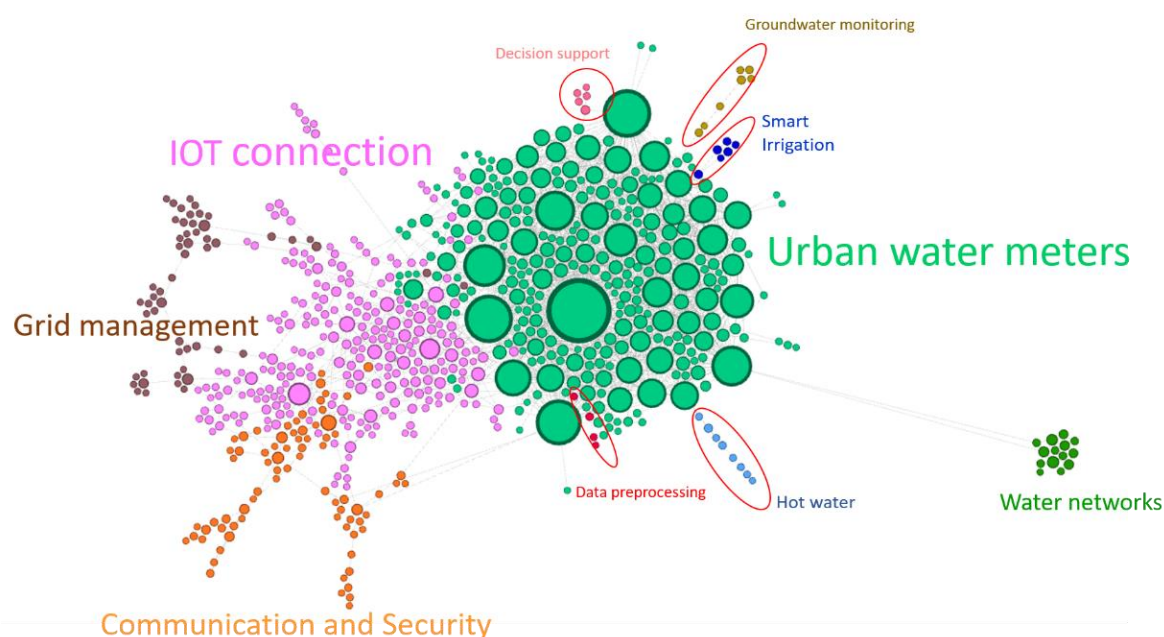 Groundwater monitoring
Decision support
Smart
Irrigation
IOT connection
Urban water meters
Grid management
Data preprocessing
Hot water
Water networks
Communication and Security